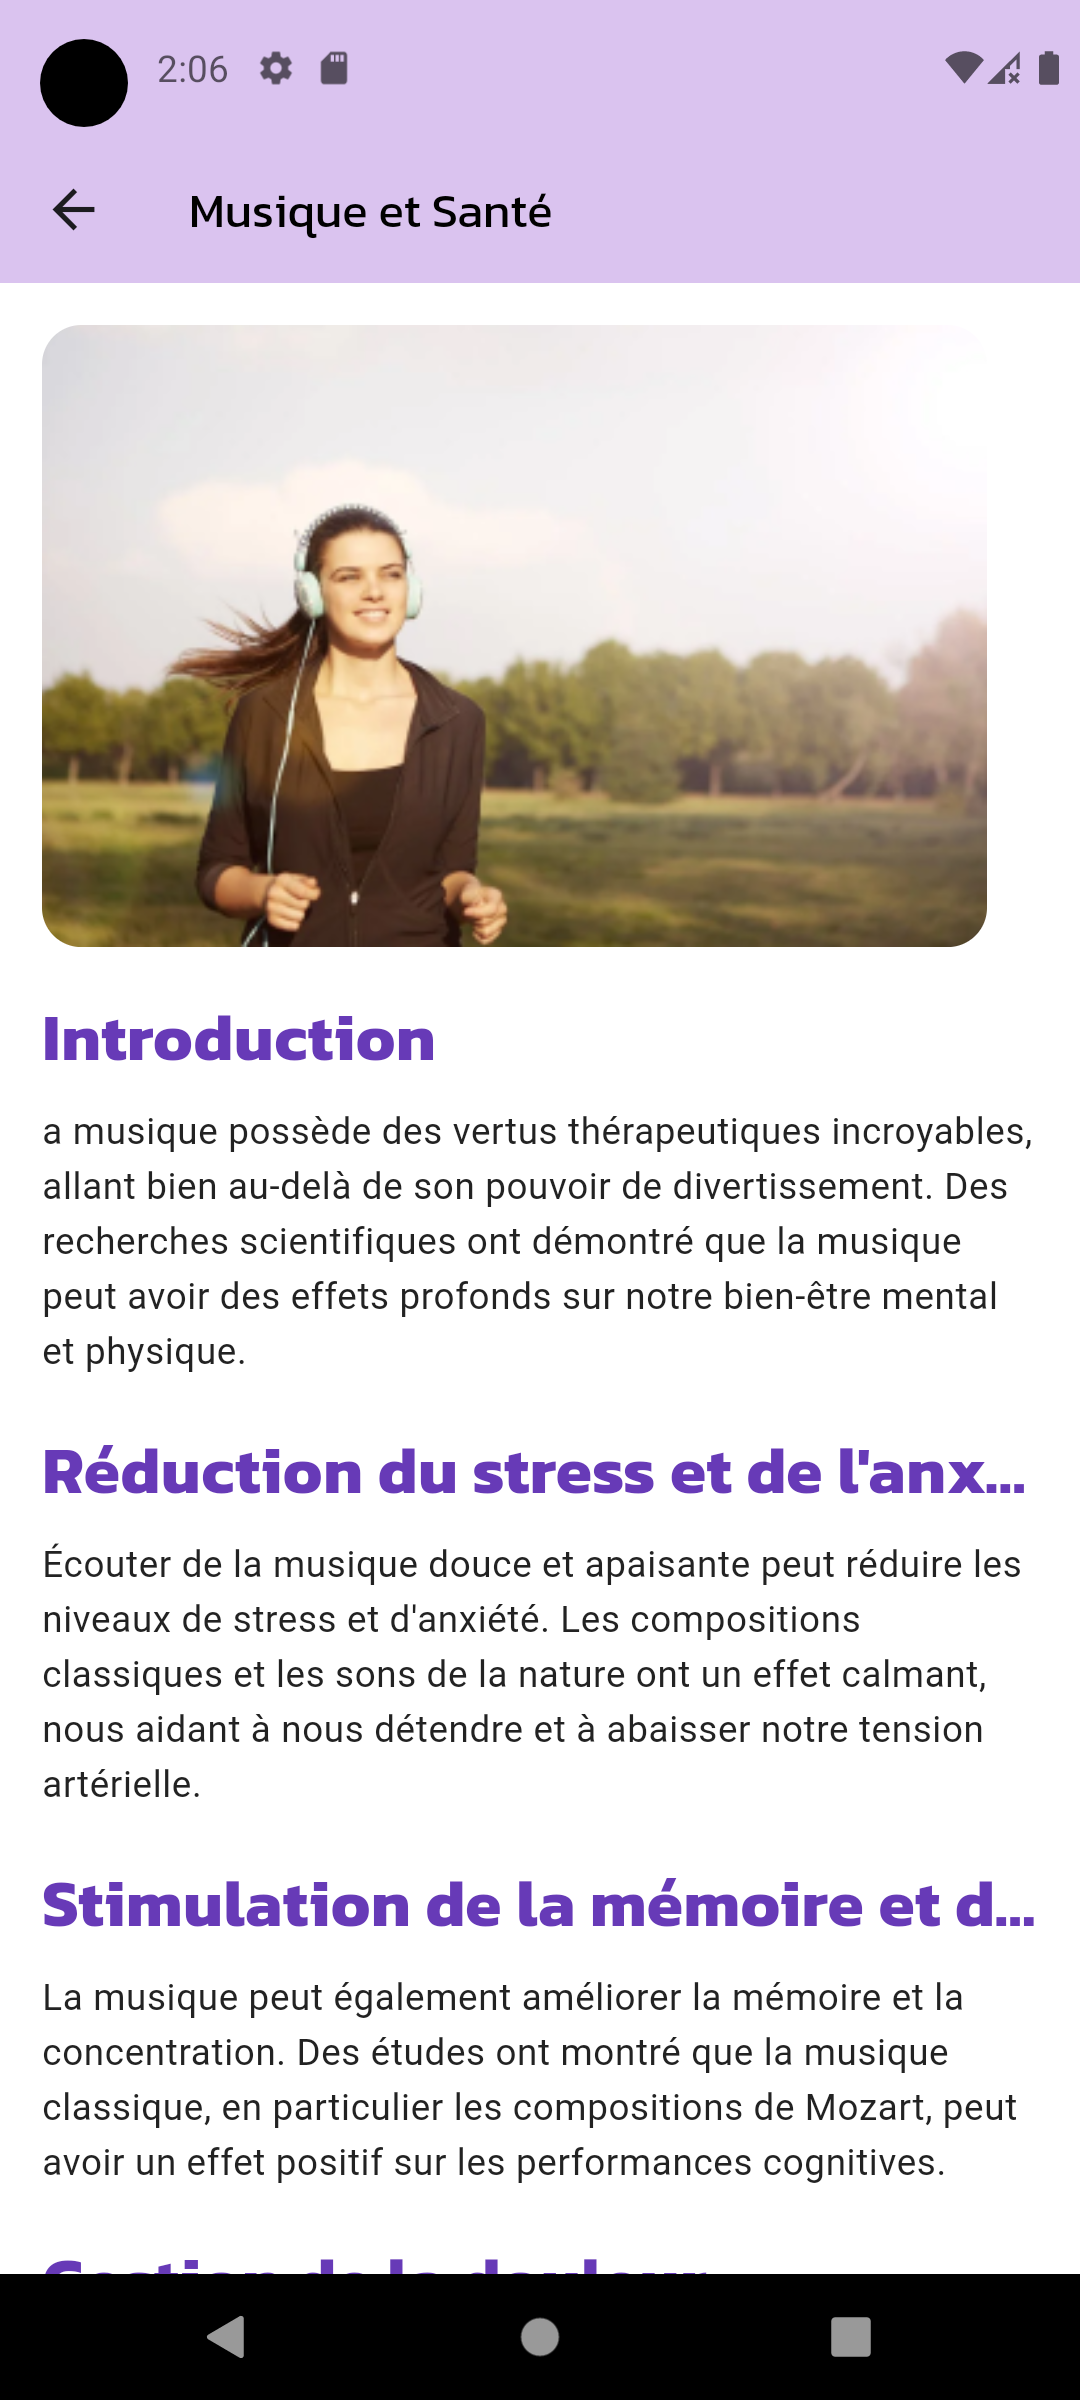 2:06
Musique et Santé
Introduction
a musique possède des vertus thérapeutiques incroyables,
allant bien au-delà de son pouvoir de divertissement. Des
recherches scientifiques ont démontré que la musique
peut avoir des effets profonds sur notre bien-être mental
et physique.
Réduction du stress et de l'anx...
Écouter de la musique douce et apaisante peut réduire les
niveaux de stress et d'anxiété. Les compositions
classiques et les sons de la nature ont un effet calmant,
nous aidant à nous détendre et à abaisser notre tension
artérielle.
Stimulation de la mémoire et d...
La musique peut également améliorer la mémoire et la
concentration. Des études ont montré que la musique
classique, en particulier les compositions de Mozart, peut
avoir un effet positif sur les performances cognitives.
Gestion de la douleur